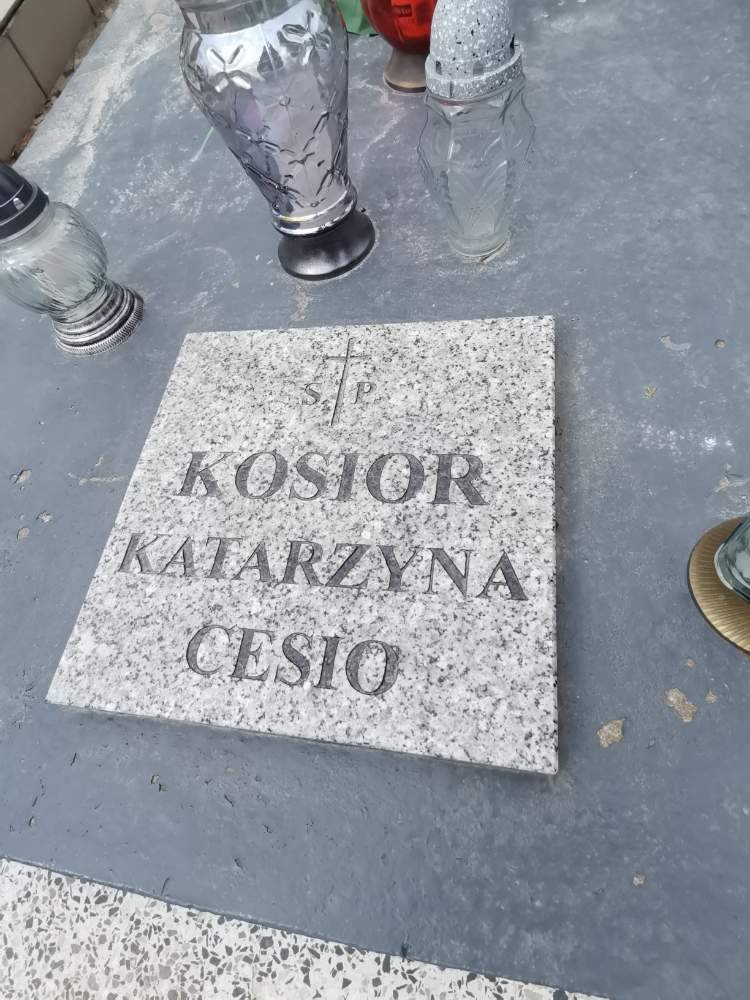 S P
KOSIOR
KATARZYNA
CESIO